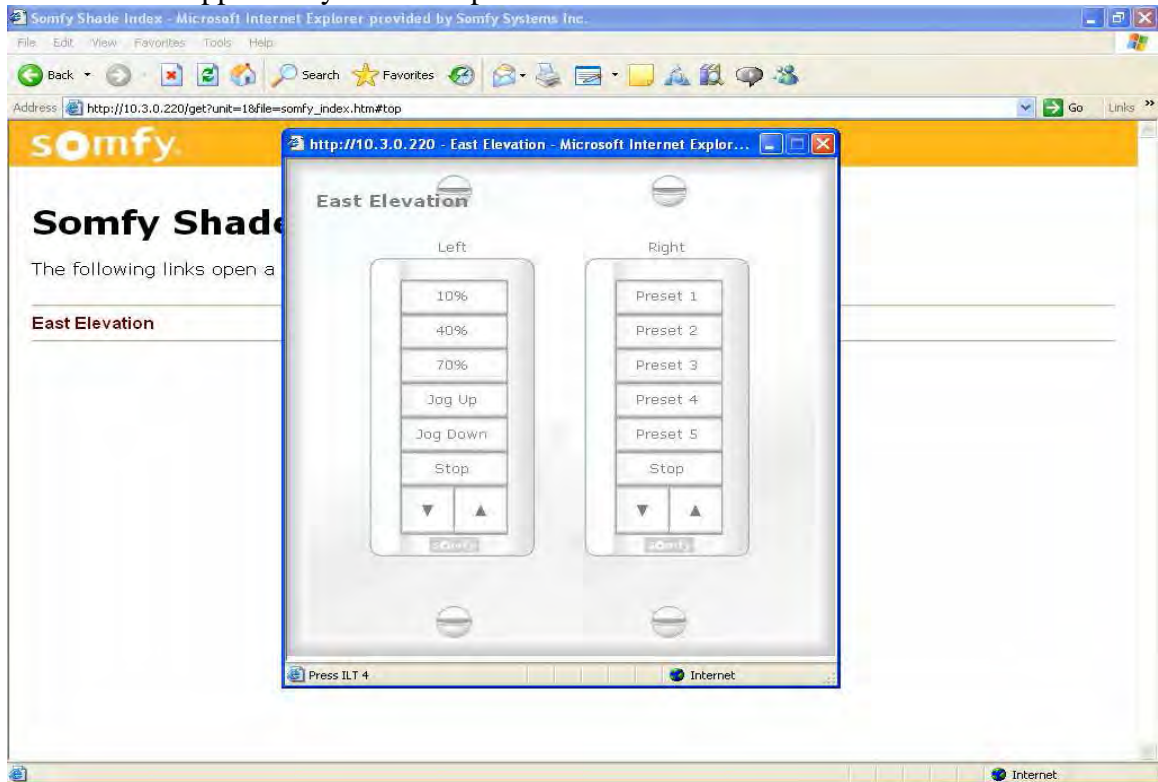 Somfy Shade Index - Microsoft Internet Explorer provided by Somfy Systems Inc.
File Edit View Favorites Tools Help
Back Search Favorites
Address http://10.3.0.220/get?unit=1&file=somfy_index.htm#top Go Links »
somfy.
http://10.3.0.220 - East Elevation - Microsoft Internet Explor...
Somfy Shade
The following links open a
East Elevation
East Elevation
Left Right
10% Preset 1
40% Preset 2
70% Preset 3
Jog Up Preset 4
Jog Down Preset 5
Stop Stop
somfy somfy
Press ILT 4 Internet
Internet